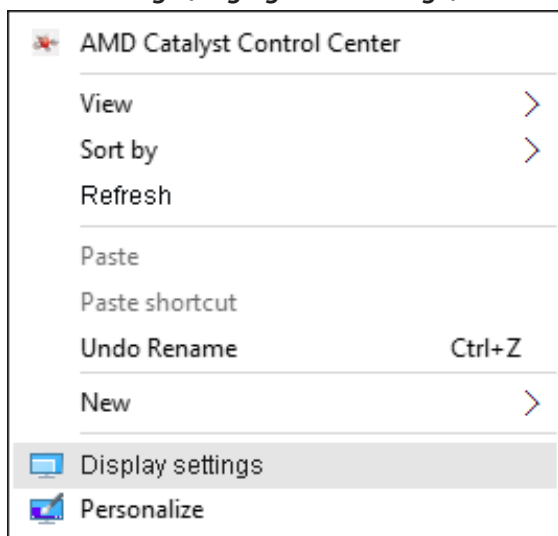 AMD Catalyst Control Center
View
Sort by
Refresh
Paste
Paste shortcut
Undo Rename Ctrl+Z
New
Display settings
Personalize